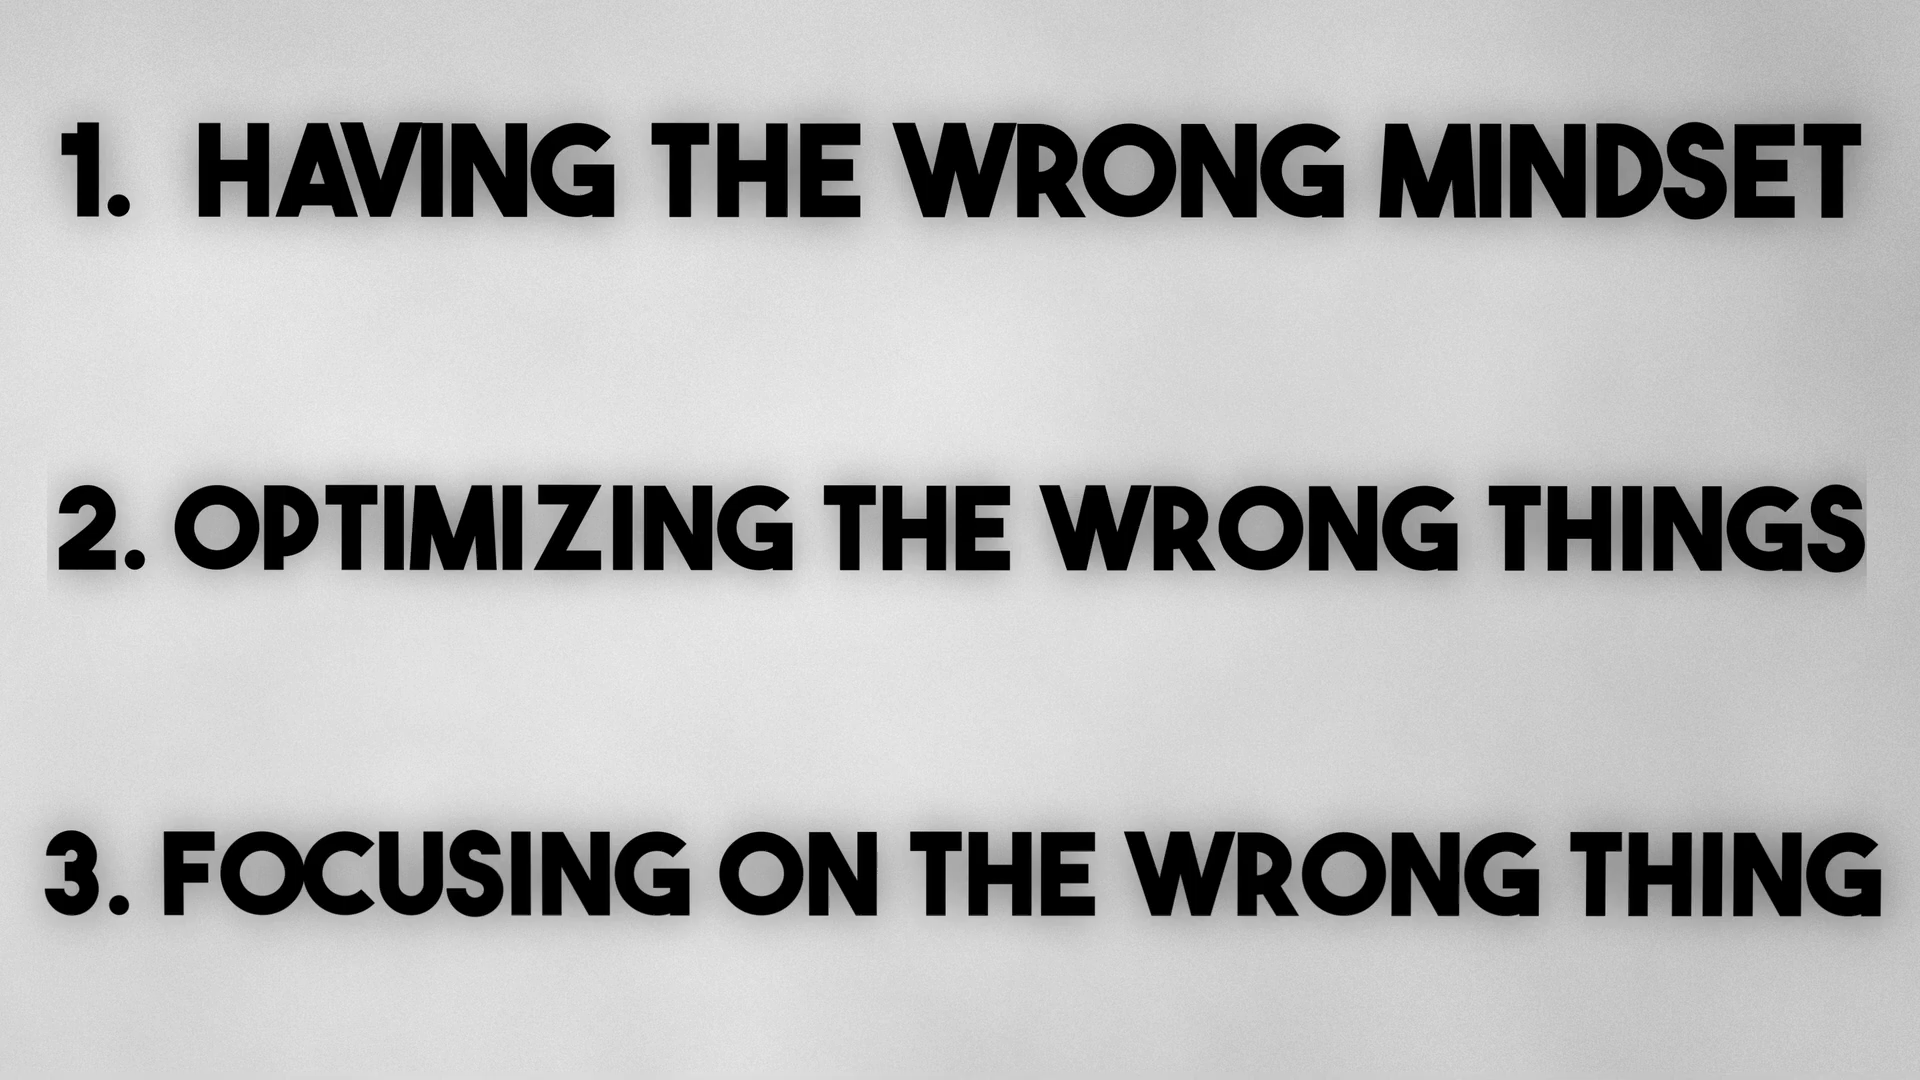 1. HAVING THE WRONG MINDSET
2. OPTIMIZING THE WRONG THINGS
3. FOCUSING ON THE WRONG THING